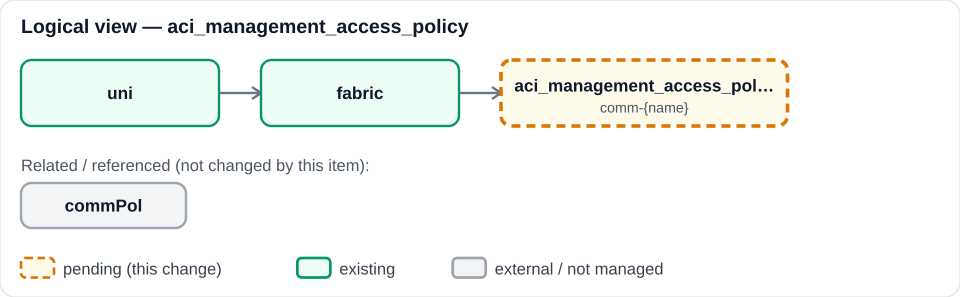 Logical view — aci_management_access_policy
uni
fabric
aci_management_access_pol…
comm-{name}
Related / referenced (not changed by this item):
commPol
pending (this change)
existing
external / not managed